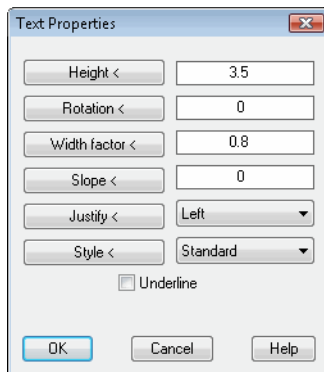 Text Properties
Height < 3.5
Rotation < 0
Width factor < 0.8
Slope < 0
Justify < Left
Style < Standard
Underline
OK Cancel Help